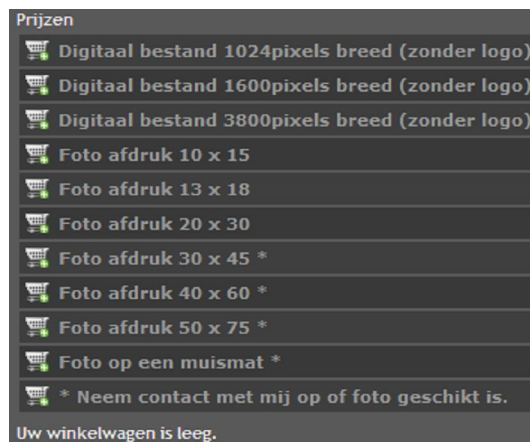 Prijzen
Digitaal bestand 1024pixels breed (zonder logo)
Digitaal bestand 1600pixels breed (zonder logo)
Digitaal bestand 3800pixels breed (zonder logo)
Foto afdruk 10 x 15
Foto afdruk 13 x 18
Foto afdruk 20 x 30
Foto afdruk 30 x 45 *
Foto afdruk 40 x 60 *
Foto afdruk 50 x 75 *
Foto op een muismat *
* Neem contact met mij op of foto geschikt is.
Uw winkelwagen is leeg.